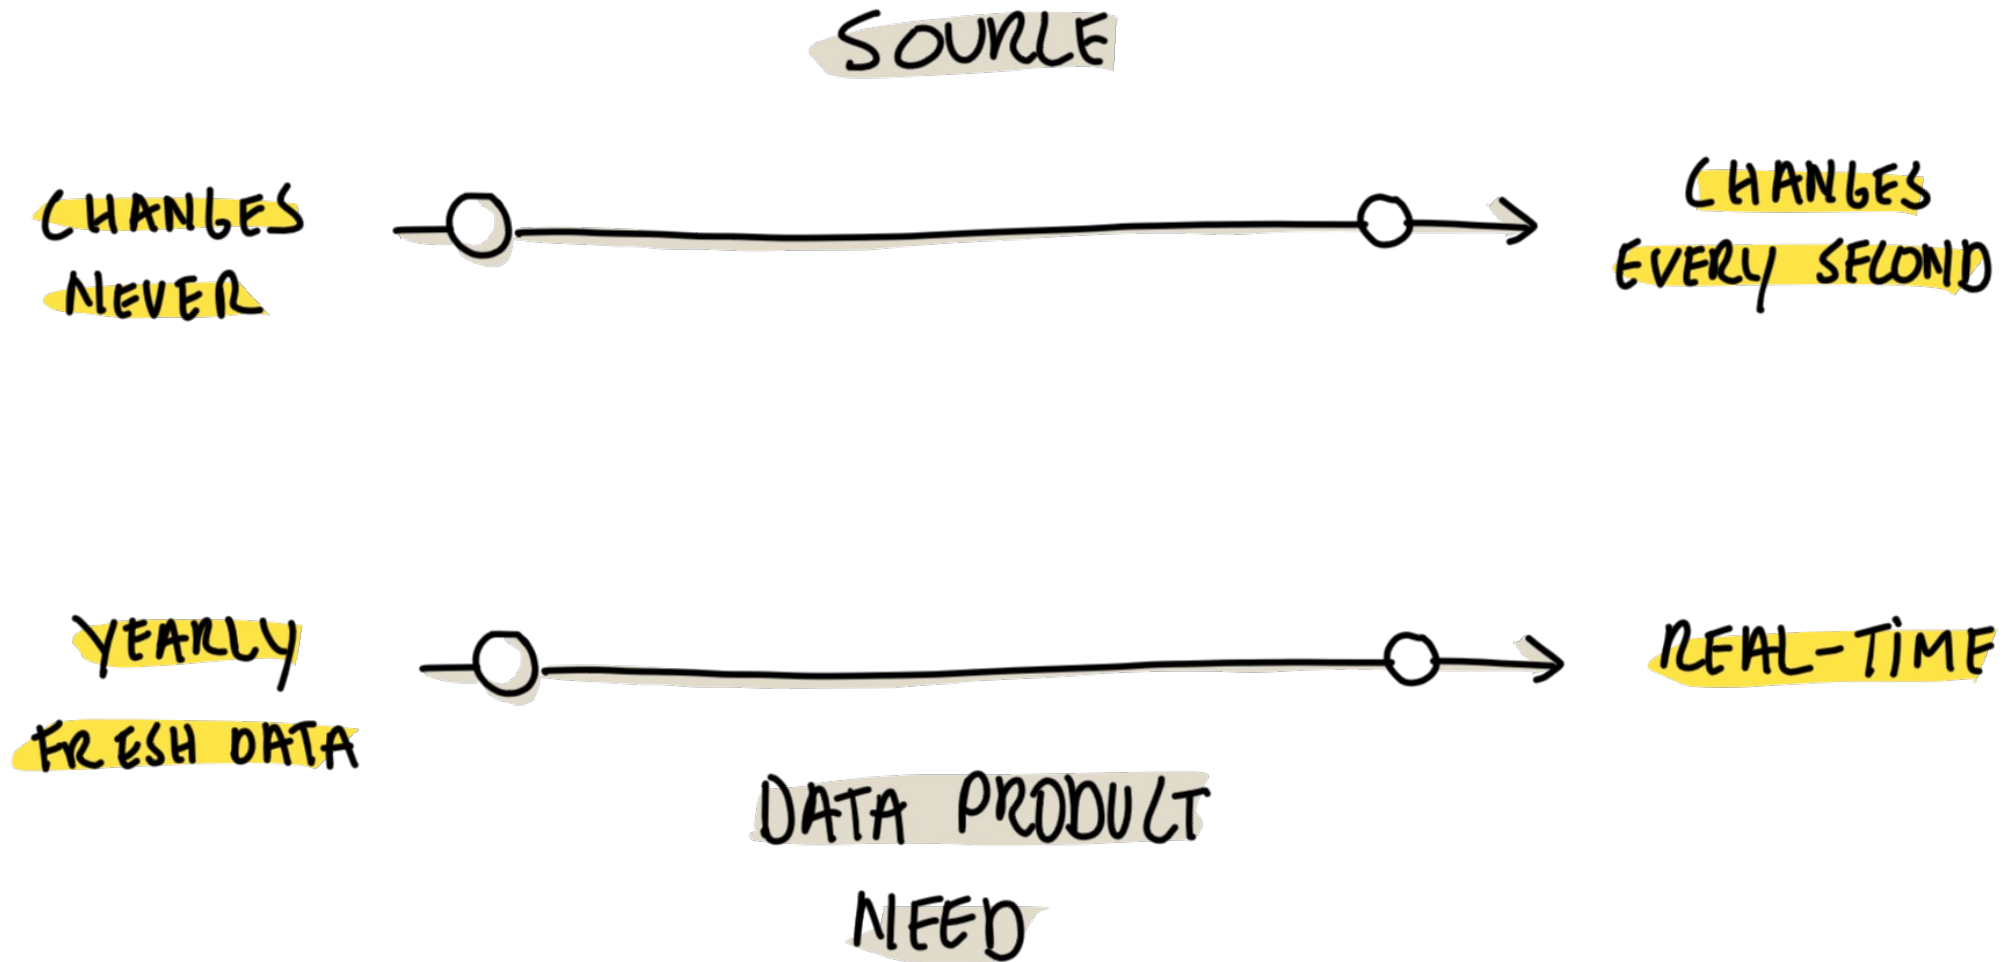 SOURCE
CHANGES
NEVER
CHANGES
EVERY SECOND
YEARLY
FRESH DATA
REAL-TIME
DATA PRODUCT
NEED